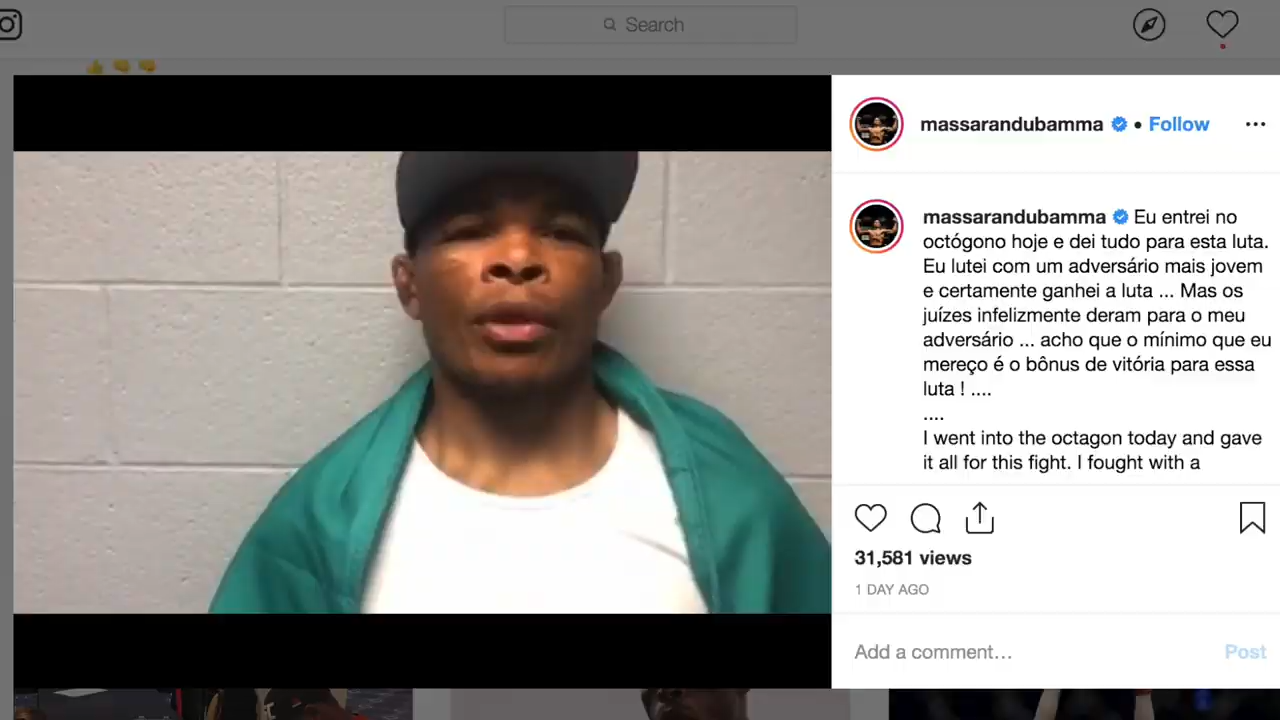 Search
massarandubamma • Follow
massarandubamma Eu entrei no
octógono hoje e dei tudo para esta luta.
Eu lutei com um adversário mais jovem
e certamente ganhei a luta ... Mas os
juízes infelizmente deram para o meu
adversário ... acho que o mínimo que eu
mereço é o bônus de vitória para essa
luta ! ....
....
I went into the octagon today and gave
it all for this fight. I fought with a
31,581 views
1 DAY AGO
Add a comment... Post